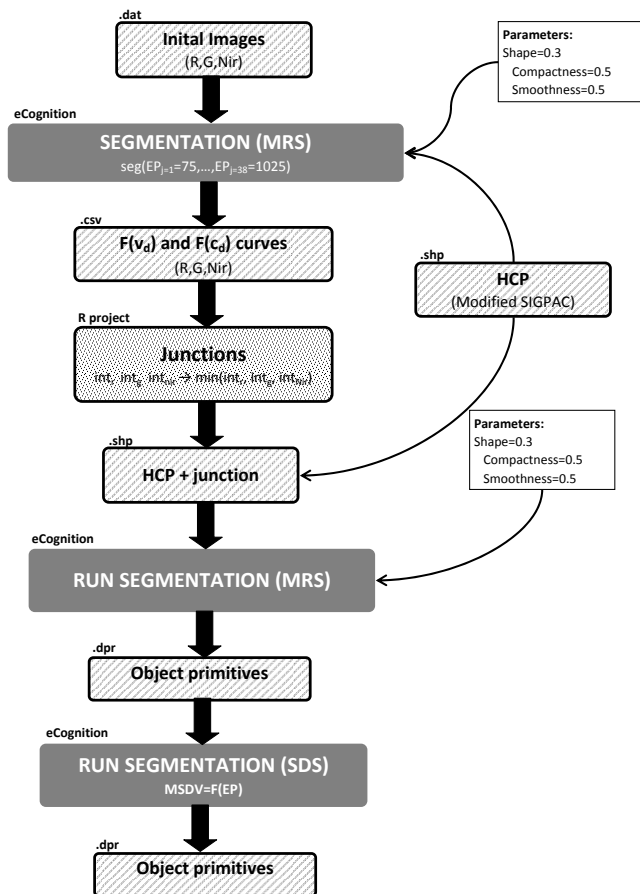 .dat
Inital Images
(R,G,Nir)
Parameters:
Shape=0.3
Compactness=0.5
Smoothness=0.5
eCognition
SEGMENTATION (MRS)
seg(EPj=1=75,…,EPj=38=1025)
.csv
F(vd) and F(cd) curves
(R,G,Nir)
.shp
HCP
(Modified SIGPAC)
R project
Junctions
intr, intg, intnir → min(intr, intg, intNir)
Parameters:
Shape=0.3
Compactness=0.5
Smoothness=0.5
.shp
HCP + junction
eCognition
RUN SEGMENTATION (MRS)
.dpr
Object primitives
eCognition
RUN SEGMENTATION (SDS)
MSDV=F(EP)
.dpr
Object primitives